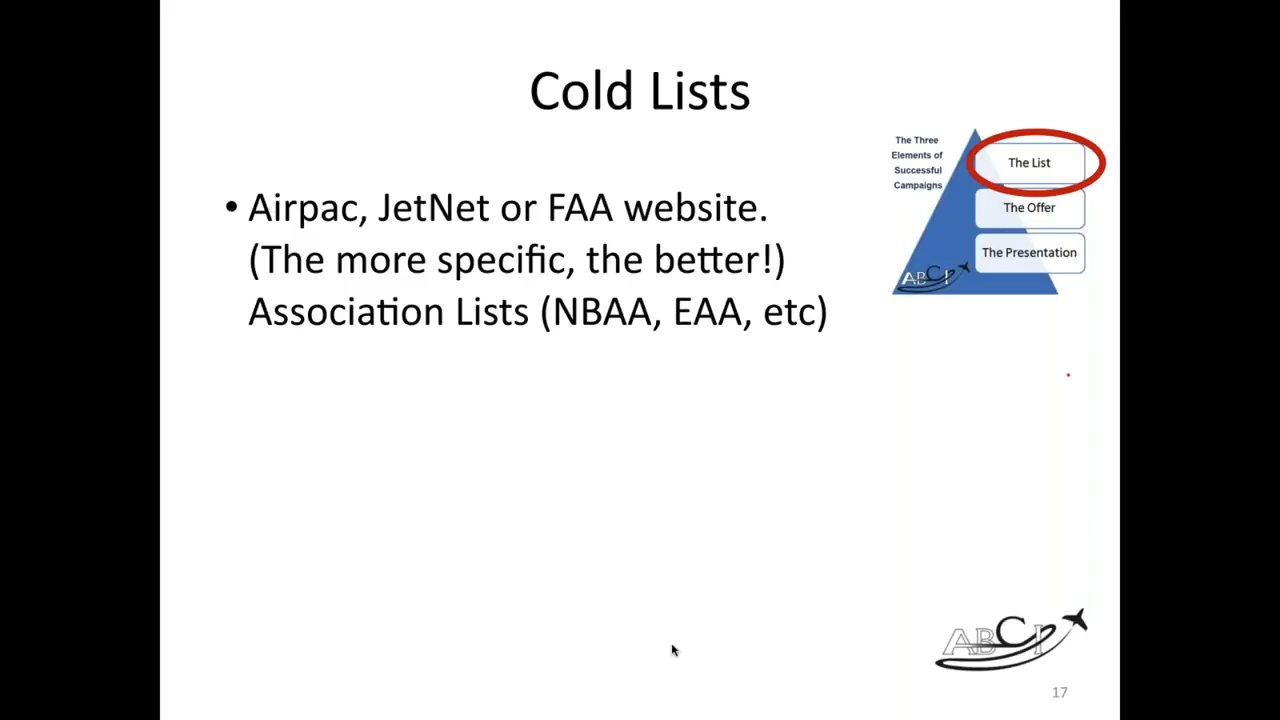 Cold Lists
• Airpac, JetNet or FAA website.
(The more specific, the better!)
Association Lists (NBAA, EAA, etc)
The Three
Elements of
Successful
Campaigns
The List
The Offer
The Presentation
ABCI
ABCI
17